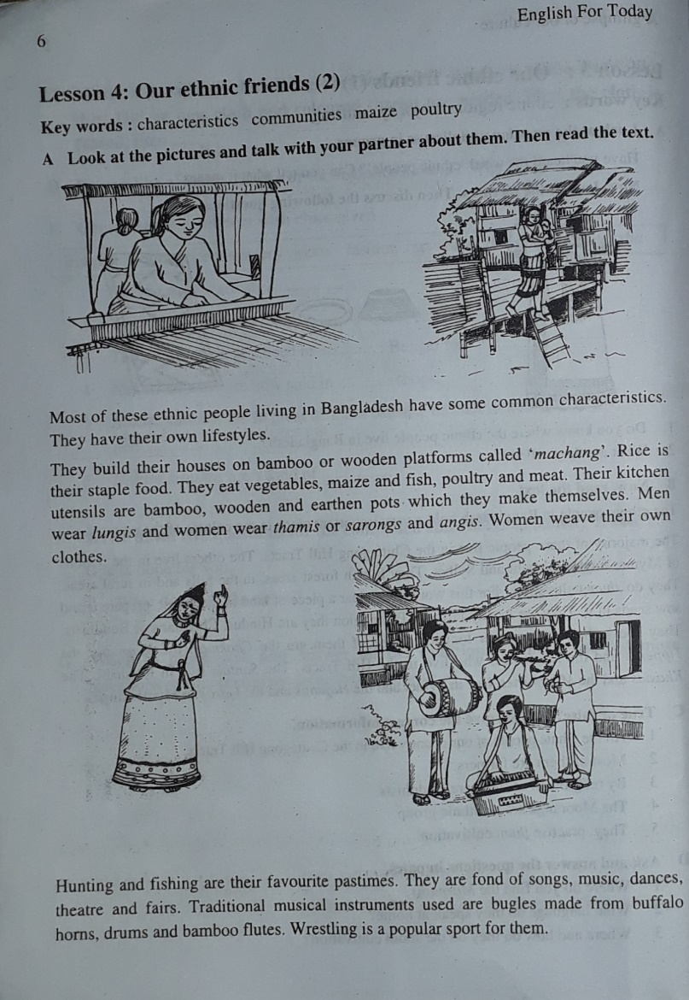 English For Today
6
Lesson 4: Our ethnic friends (2)
Key words : characteristics communities maize poultry
A Look at the pictures and talk with your partner about them. Then read the text.
Most of these ethnic people living in Bangladesh have some common characteristics.
They have their own lifestyles.
They build their houses on bamboo or wooden platforms called ‘machang’. Rice is
their staple food. They eat vegetables, maize and fish, poultry and meat. Their kitchen
utensils are bamboo, wooden and earthen pots which they make themselves. Men
wear lungis and women wear thamis or sarongs and angis. Women weave their own
clothes.
Hunting and fishing are their favourite pastimes. They are fond of songs, music, dances,
theatre and fairs. Traditional musical instruments used are bugles made from buffalo
horns, drums and bamboo flutes. Wrestling is a popular sport for them.